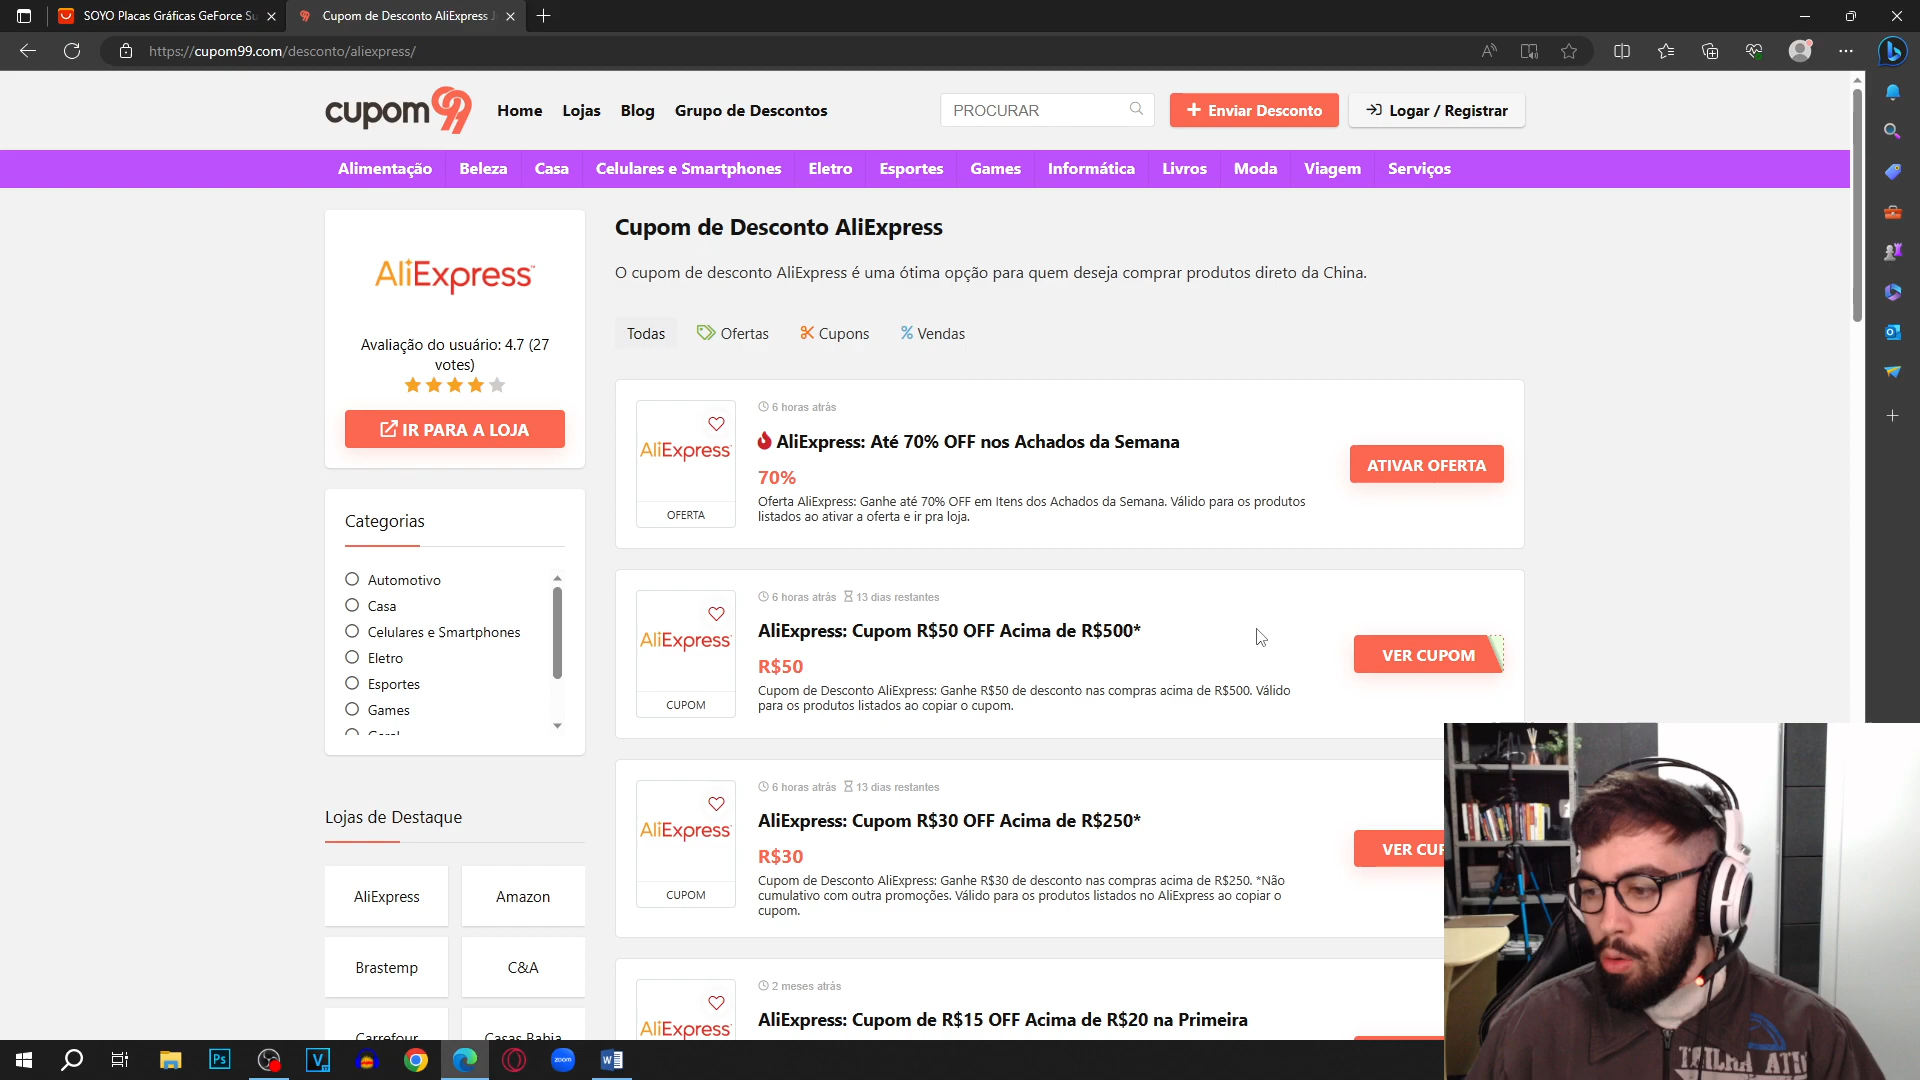 SOYO Placas Gráficas GeForce Su
Cupom de Desconto AliExpress J
https://cupom99.com/desconto/aliexpress/
cupom99
Home
Lojas
Blog
Grupo de Descontos
PROCURAR
+ Enviar Desconto
Logar / Registrar
Alimentação
Beleza
Casa
Celulares e Smartphones
Eletro
Esportes
Games
Informática
Livros
Moda
Viagem
Serviços
AliExpress
Avaliação do usuário: 4.7 (27
votes)
IR PARA A LOJA
Categorias
Automotivo
Casa
Celulares e Smartphones
Eletro
Esportes
Games
Geral
Lojas de Destaque
AliExpress
Amazon
Brastemp
C&A
Carrefour
Casas Bahia
Cupom de Desconto AliExpress
O cupom de desconto AliExpress é uma ótima opção para quem deseja comprar produtos direto da China.
Todas
Ofertas
Cupons
% Vendas
AliExpress
OFERTA
6 horas atrás
AliExpress: Até 70% OFF nos Achados da Semana
70%
Oferta AliExpress: Ganhe até 70% OFF em Itens dos Achados da Semana. Válido para os produtos
listados ao ativar a oferta e ir pra loja.
ATIVAR OFERTA
AliExpress
CUPOM
6 horas atrás 13 dias restantes
AliExpress: Cupom R$50 OFF Acima de R$500*
R$50
Cupom de Desconto AliExpress: Ganhe R$50 de desconto nas compras acima de R$500. Válido
para os produtos listados ao copiar o cupom.
VER CUPOM
AliExpress
CUPOM
6 horas atrás 13 dias restantes
AliExpress: Cupom R$30 OFF Acima de R$250*
R$30
Cupom de Desconto AliExpress: Ganhe R$30 de desconto nas compras acima de R$250. *Não
cumulativo com outra promoções. Válido para os produtos listados no AliExpress ao copiar o
cupom.
VER CUP
AliExpress
2 meses atrás
AliExpress: Cupom de R$15 OFF Acima de R$20 na Primeira
Ps
V
zoom
W